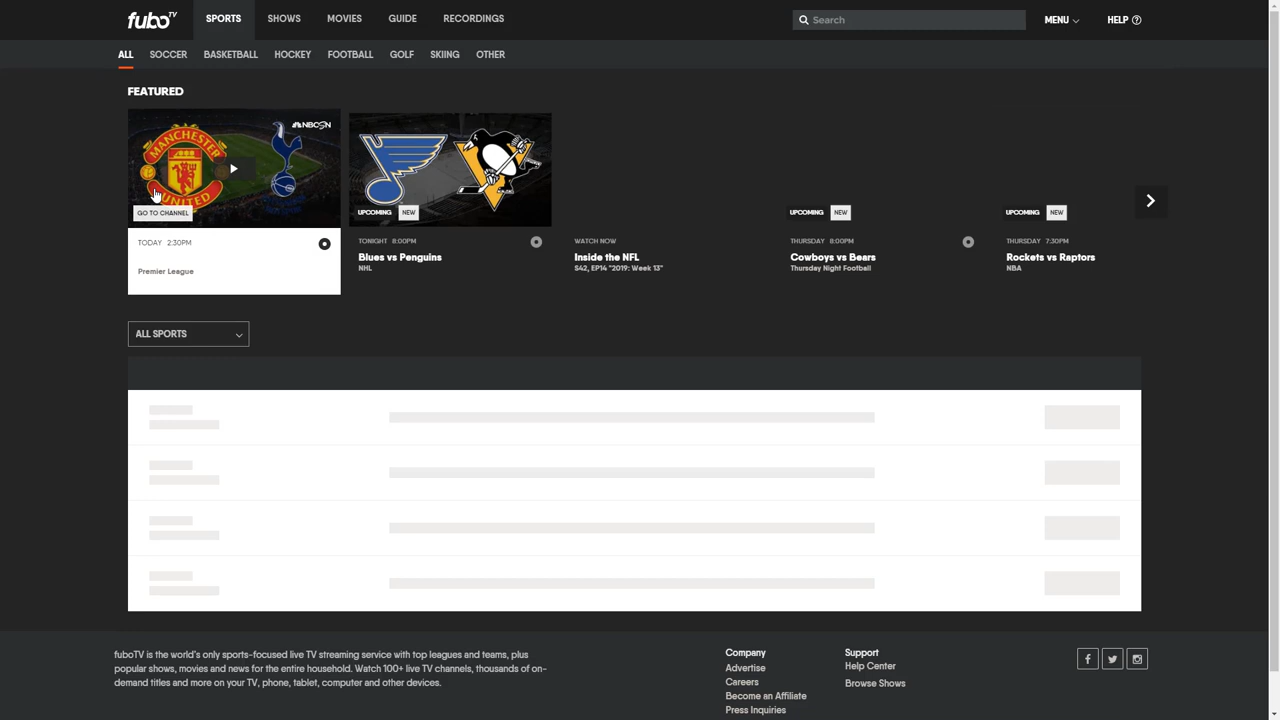 fuboTV
SPORTS
SHOWS
MOVIES
GUIDE
RECORDINGS
Search
MENU
HELP
ALL
SOCCER
BASKETBALL
HOCKEY
FOOTBALL
GOLF
SKIING
OTHER
FEATURED
MANCHESTER
UNITED
NBCSN
GO TO CHANNEL
TODAY 2:30PM
Premier League
UPCOMING NEW
TONIGHT 8:00PM
Blues vs Penguins
NHL
WATCH NOW
Inside the NFL
S42, EP14 "2019: Week 13"
UPCOMING NEW
THURSDAY 8:00PM
Cowboys vs Bears
Thursday Night Football
UPCOMING NEW
THURSDAY 7:30PM
Rockets vs Raptors
NBA
ALL SPORTS
fuboTV is the world's only sports-focused live TV streaming service with top leagues and teams, plus
popular shows, movies and news for the entire household. Watch 100+ live TV channels, thousands of on-
demand titles and more on your TV, phone, tablet, computer and other devices.
Company
Advertise
Careers
Become an Affiliate
Press Inquiries
Support
Help Center
Browse Shows